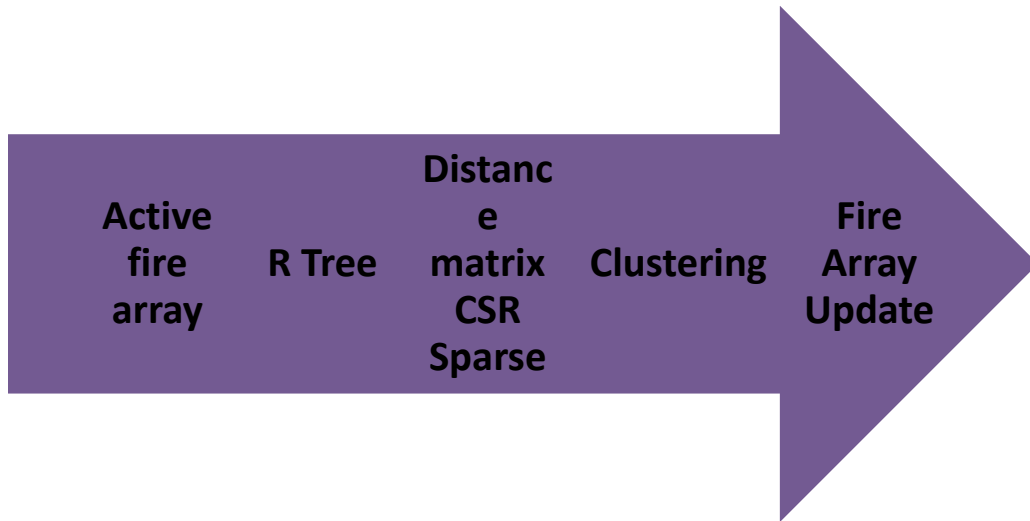 Active
fire
array
R Tree
Distanc
e
matrix
CSR
Sparse
Clustering
Fire
Array
Update